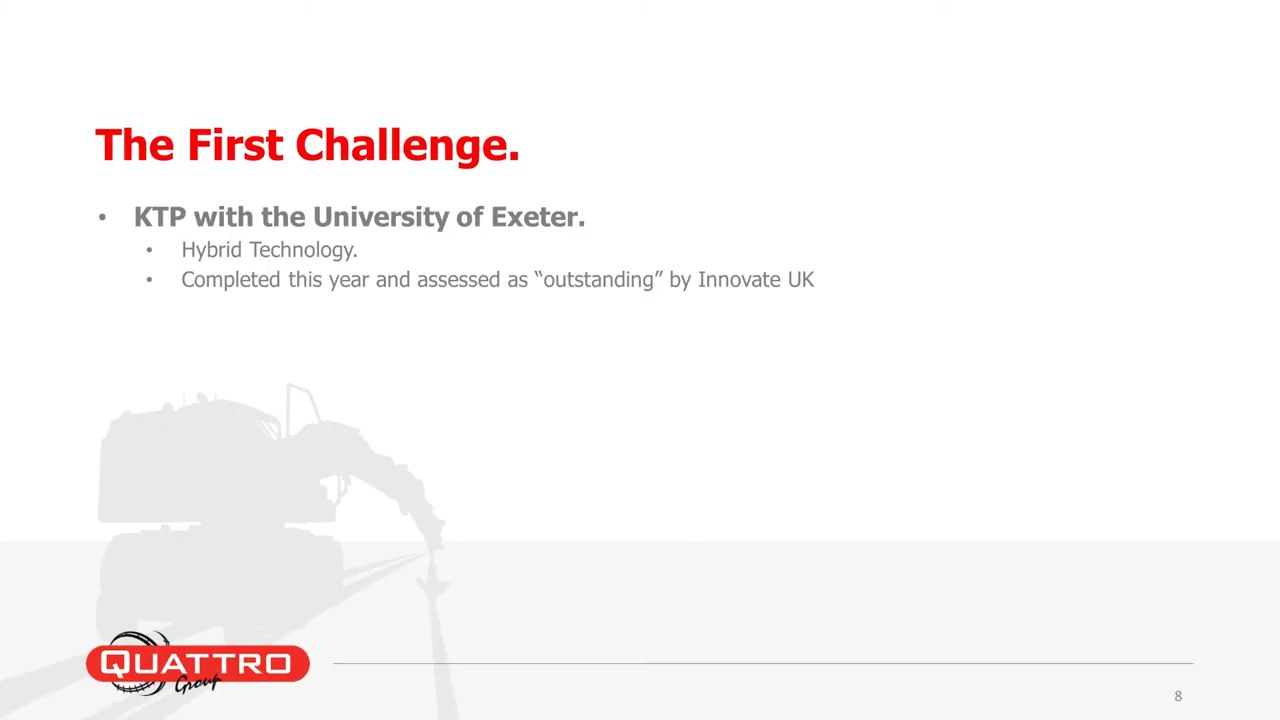 The First Challenge.
• KTP with the University of Exeter.
• Hybrid Technology.
• Completed this year and assessed as “outstanding” by Innovate UK
QUATTRO
Group
8